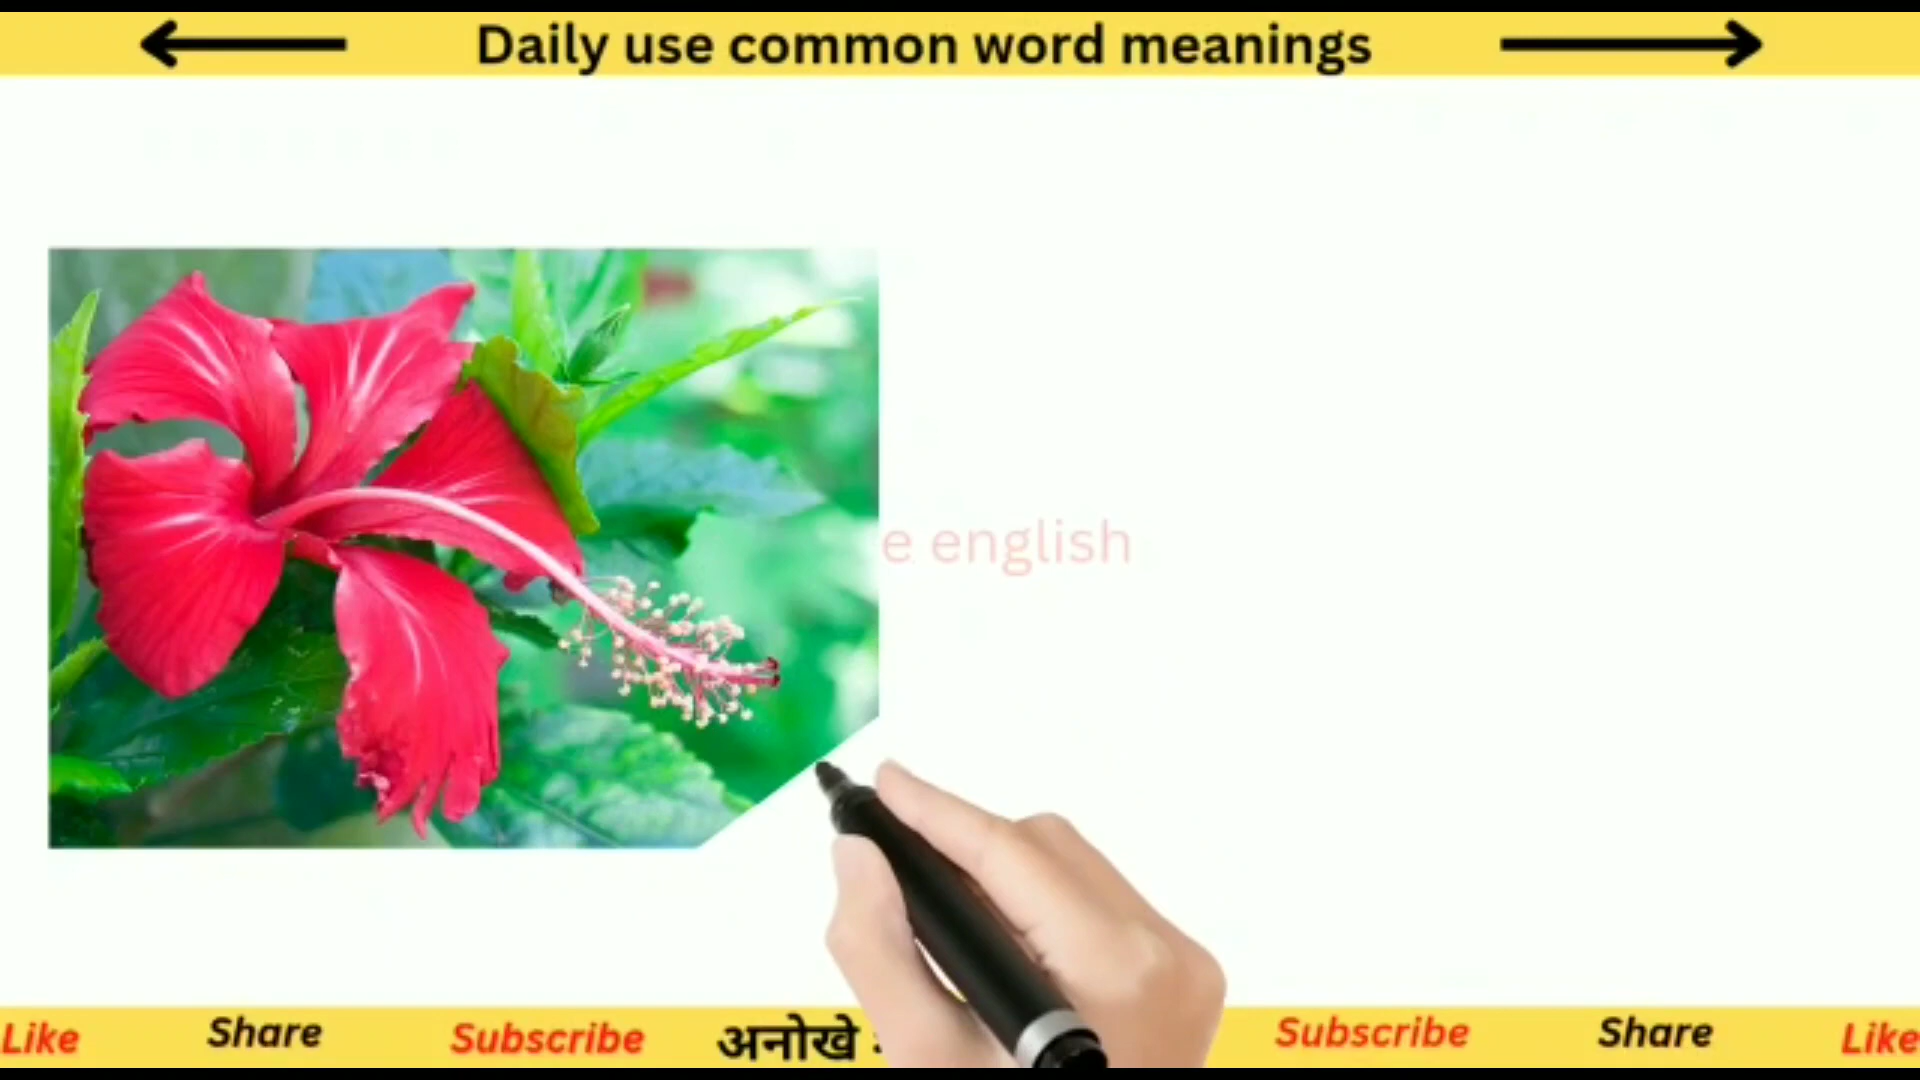 Daily use common word meanings
e english
Like Share Subscribe अनोखे Subscribe Share Like